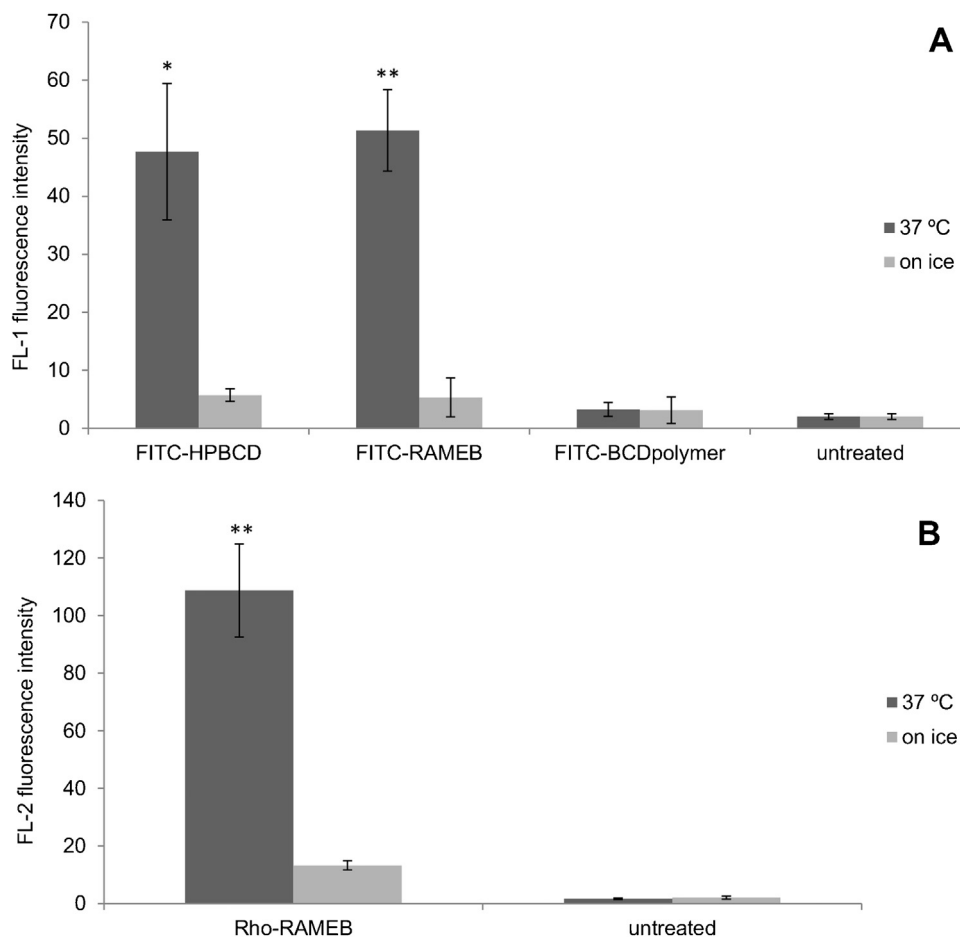 A
FL-1 fluorescence intensity
70
60
50
40
30
20
10
0
*
**
37 ºC
on ice
FITC-HPBCD
FITC-RAMEB
FITC-BCDpolymer
untreated
B
FL-2 fluorescence intensity
140
120
100
80
60
40
20
0
**
37 ºC
on ice
Rho-RAMEB
untreated